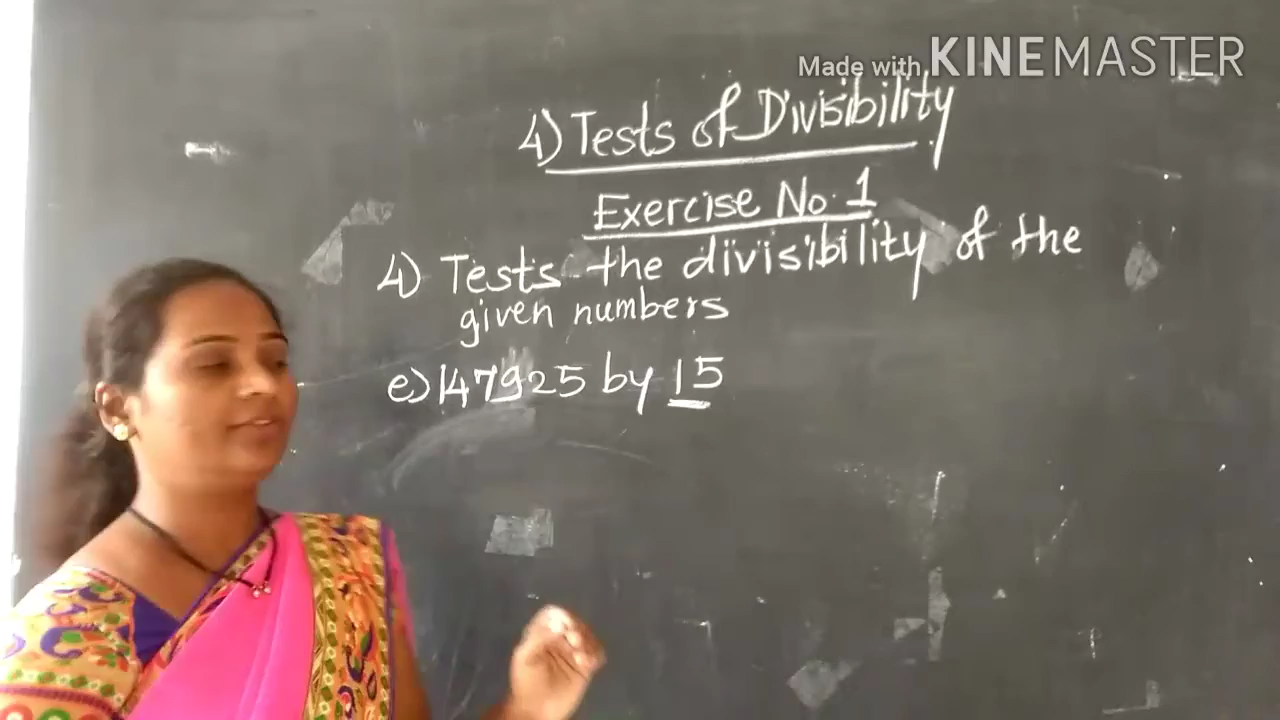 Made with KINEMASTER
4) Tests of Divisibility
Exercise No. 1
4) Tests the divisibility of the
given numbers
e) 147925 by 15